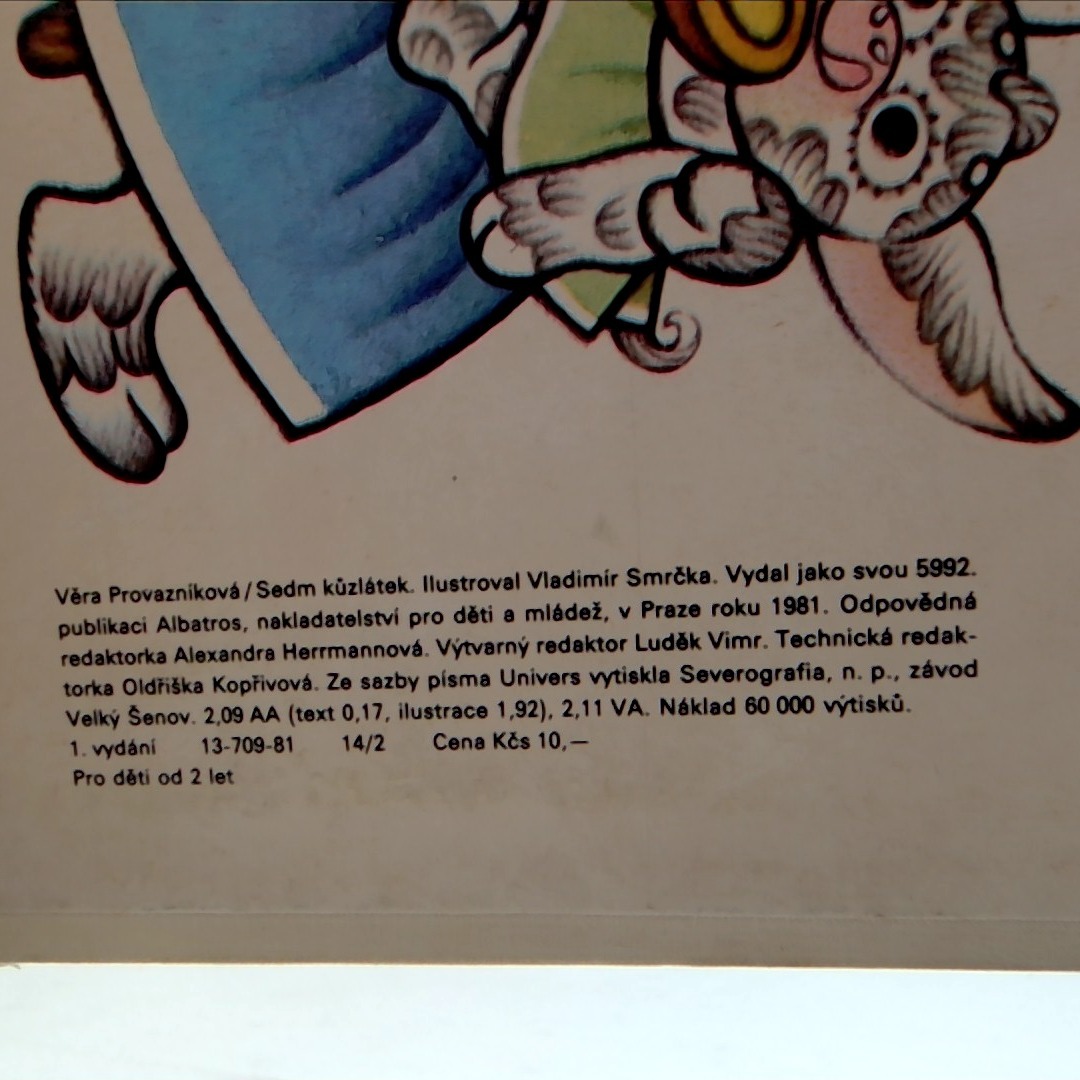 Věra Provazníková/Sedm kůzlátek. Ilustroval Vladimír Smrčka. Vydal jako svou 5992.
publikaci Albatros, nakladatelství pro děti a mládež, v Praze roku 1981. Odpovědná
redaktorka Alexandra Herrmannová. Výtvarný redaktor Luděk Vimr. Technická redak-
torka Oldřiška Kopřivová. Ze sazby písma Univers vytiskla Severografia, n. p., závod
Velký Šenov. 2,09 AA (text 0,17, ilustrace 1,92), 2,11 VA. Náklad 60 000 výtisků.
1. vydání 13-709-81 14/2 Cena Kčs 10,—
Pro děti od 2 let